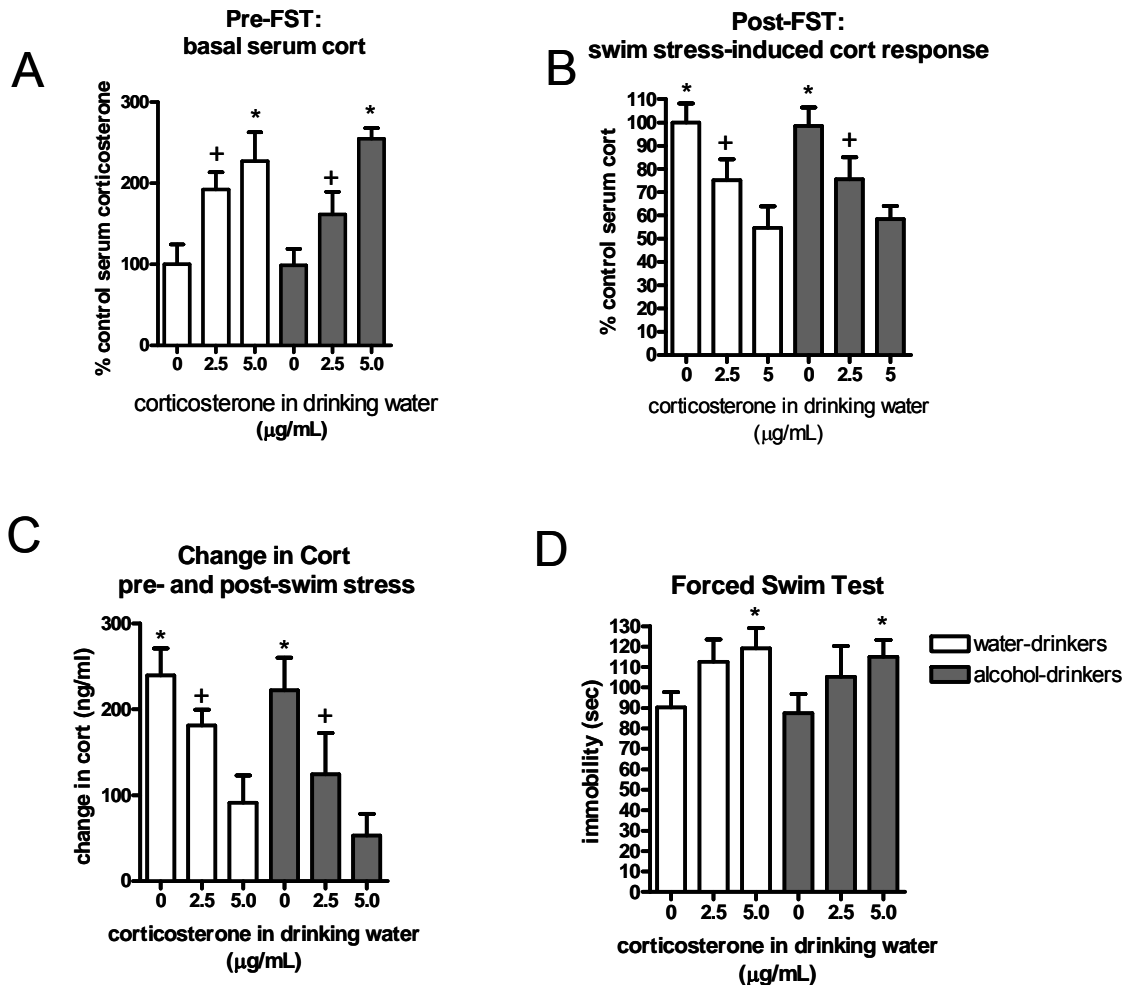 A
Pre-FST:
basal serum cort
% control serum corticosterone
300
200
100
0
+
*
+
*
0 2.5 5.0 0 2.5 5.0
corticosterone in drinking water
(μg/mL)
B
Post-FST:
swim stress-induced cort response
% control serum cort
110
100
90
80
70
60
50
40
30
20
10
0
*
+
*
+
0 2.5 5 0 2.5 5
corticosterone in drinking water
(μg/mL)
C
Change in Cort
pre- and post-swim stress
change in cort (ng/ml)
300
200
100
0
*
+
*
+
0 2.5 5.0 0 2.5 5.0
corticosterone in drinking water
(μg/mL)
D
Forced Swim Test
immobility (sec)
130
120
110
100
90
80
70
60
50
40
30
20
10
0
*
*
0 2.5 5.0 0 2.5 5.0
corticosterone in drinking water
(μg/mL)
water-drinkers
alcohol-drinkers